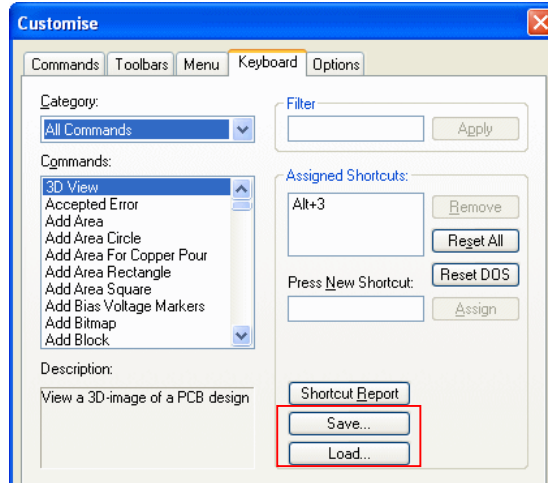 Customise
Commands Toolbars Menu Keyboard Options
Category:
All Commands
Commands:
3D View
Accepted Error
Add Area
Add Area Circle
Add Area For Copper Pour
Add Area Rectangle
Add Area Square
Add Bias Voltage Markers
Add Bitmap
Add Block
Description:
View a 3D-image of a PCB design
Filter
Apply
Assigned Shortcuts:
Alt+3
Remove
Reset All
Reset DOS
Press New Shortcut:
Assign
Shortcut Report
Save...
Load...